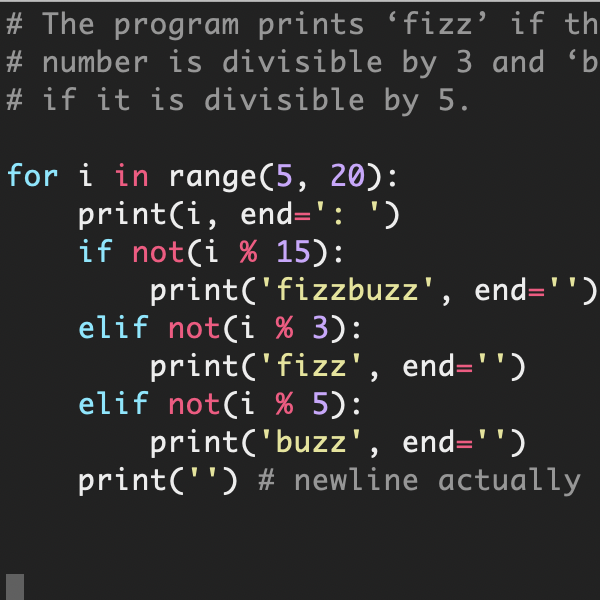 # The program prints ‘fizz’ if th
# number is divisible by 3 and ‘b
# if it is divisible by 5.
for i in range(5, 20):
    print(i, end=': ')
    if not(i % 15):
        print('fizzbuzz', end='')
    elif not(i % 3):
        print('fizz', end='')
    elif not(i % 5):
        print('buzz', end='')
    print('') # newline actually